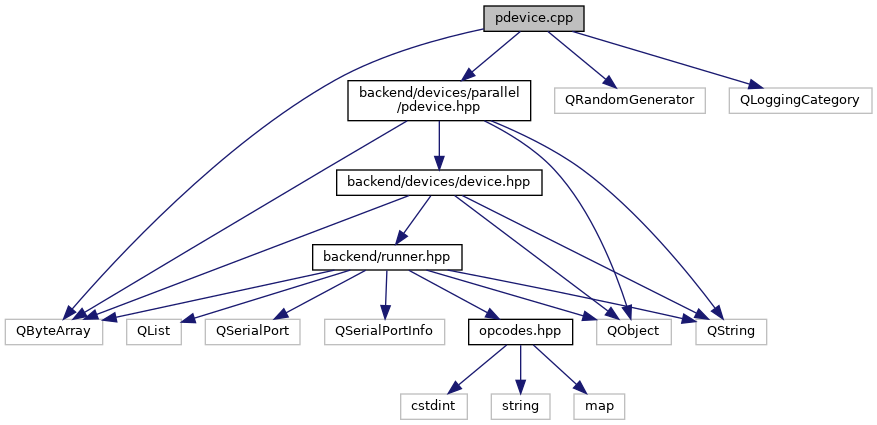 pdevice.cpp
backend/devices/parallel
/pdevice.hpp
QRandomGenerator
QLoggingCategory
backend/devices/device.hpp
backend/runner.hpp
QByteArray
QList
QSerialPort
QSerialPortInfo
opcodes.hpp
QObject
QString
cstdint
string
map